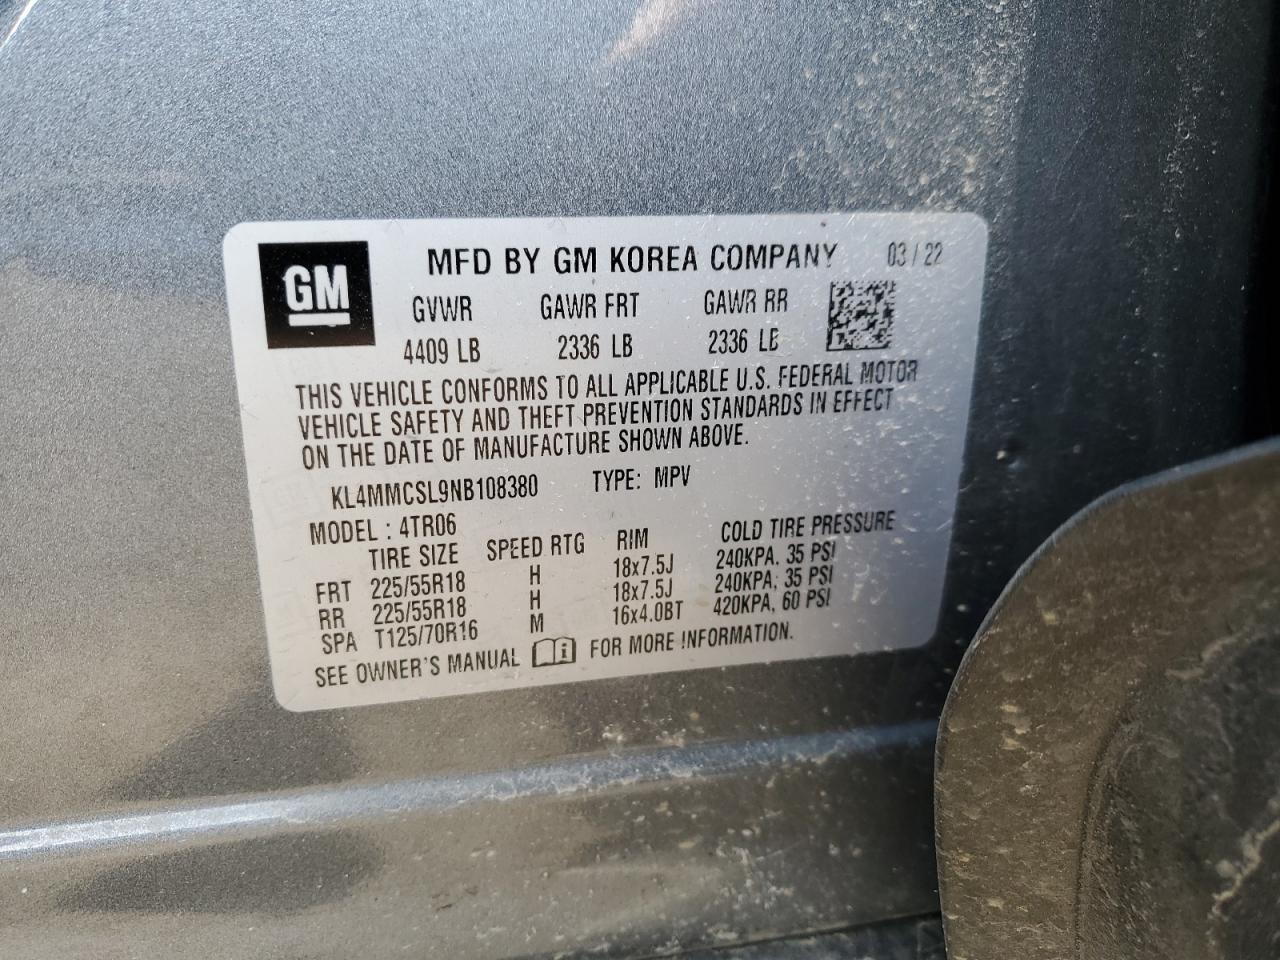 GM
MFD BY GM KOREA COMPANY 03 / 22
GVWR GAWR FRT GAWR RR
4409 LB 2336 LB 2336 LB
THIS VEHICLE CONFORMS TO ALL APPLICABLE U.S. FEDERAL MOTOR
VEHICLE SAFETY AND THEFT PREVENTION STANDARDS IN EFFECT
ON THE DATE OF MANUFACTURE SHOWN ABOVE.
KL4MMCSL9NB108380 TYPE: MPV
MODEL : 4TR06
TIRE SIZE SPEED RTG RIM COLD TIRE PRESSURE
FRT 225/55R18 H 18x7.5J 240KPA. 35 PSI
RR 225/55R18 H 18x7.5J 240KPA, 35 PSI
SPA T125/70R16 M 16x4.0BT 420KPA, 60 PSI
SEE OWNER'S MANUAL FOR MORE INFORMATION.